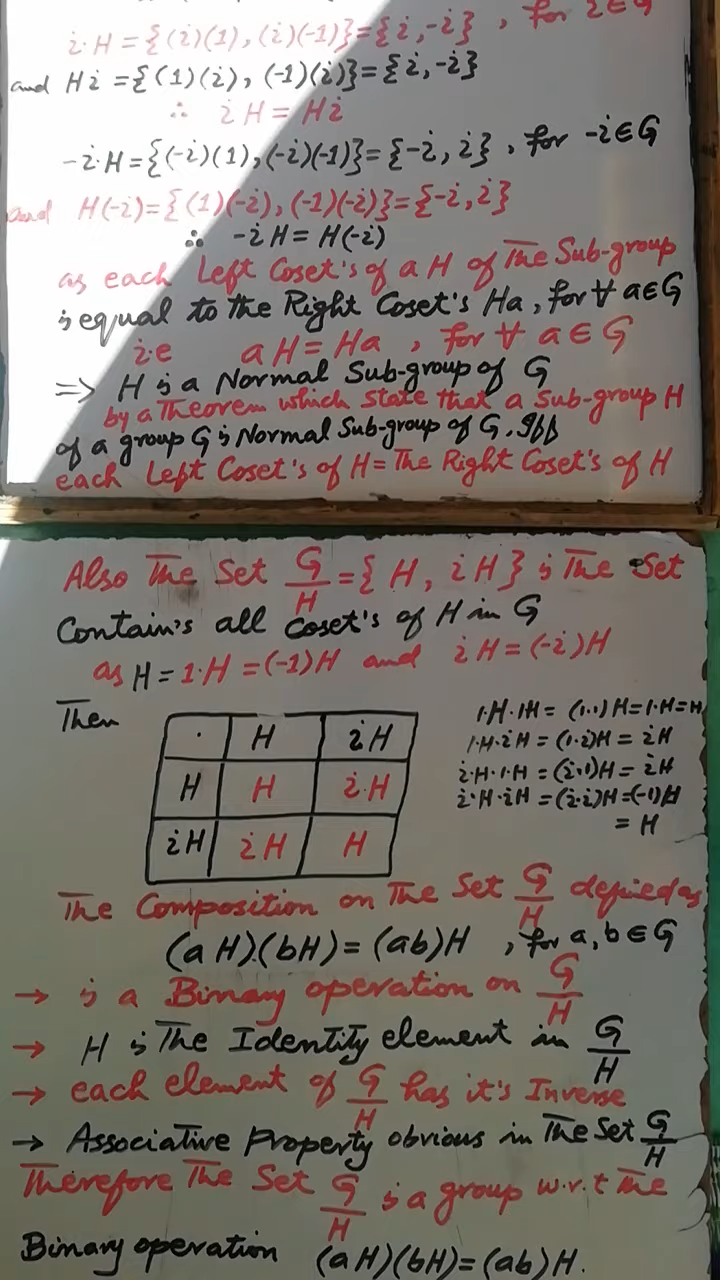 i·H = {(i)(1), (i)(-1)} = {i, -i} , for i∈G
and Hi = {(1)(i), (-1)(i)} = {i, -i}
∴ iH = Hi
-i·H = {(-i)(1), (-i)(-1)} = {-i, i} , for -i∈G
and H(-i) = {(1)(-i), (-1)(-i)} = {-i, i}
∴ -iH = H(-i)
as each Left Coset's of aH of The Sub-group
is equal to the Right Coset's Ha, for ∀ a∈G
i.e aH = Ha , for ∀ a∈G
⇒ H is a Normal Sub-group of G
by a Theorem which state that a Sub-group H
of a group G is Normal Sub-group of G, Iff
each Left Coset's of H = The Right Coset's of H
Also The Set G/H = {H, iH} is The Set
Contain's all Coset's of H in G
as H = 1·H = (-1)H and iH = (-i)H
Then
· H iH
H H i·H
iH iH H
1·H·1H = (1·1)H = 1·H = H
1·H·iH = (1·i)H = iH
i·H·1·H = (i·1)H = iH
i·H·iH = (i·i)H = (-1)H
= H
The Composition on The Set G/H defined as
(aH).(bH) = (ab)H , for a, b ∈ G
→ is a Binary operation on G/H
→ H is The Identity element in G/H
→ each element of G/H has it's Inverse
→ Associative Property obvious in The Set G/H
Therefore The Set G/H is a group w.r.t The
Binary operation (aH)(bH) = (ab)H.